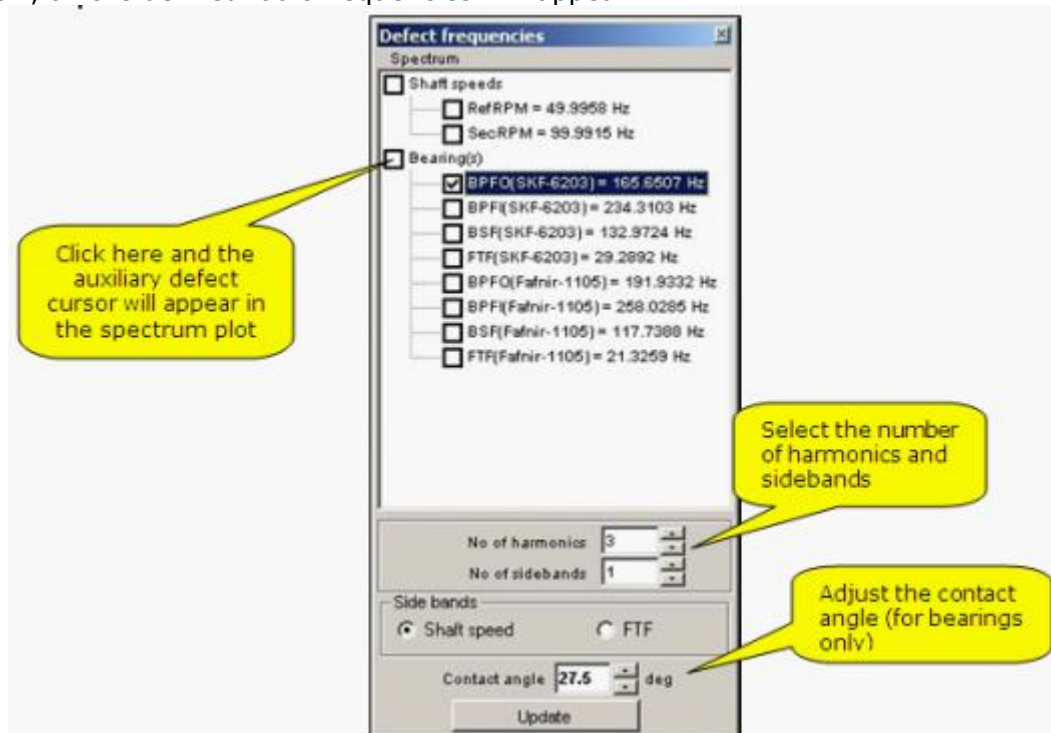 Defect frequencies
Spectrum
Shaft speeds
RefRPM = 49.9958 Hz
SecRPM = 99.9915 Hz
Bearing(s)
BPFO(SKF-6203) = 165.6507 Hz
BPFI(SKF-6203) = 234.3103 Hz
BSF(SKF-6203) = 132.9724 Hz
FTF(SKF-6203) = 29.2892 Hz
BPFO(Fafnir-1105) = 191.9332 Hz
BPFI(Fafnir-1105) = 258.0285 Hz
BSF(Fafnir-1105) = 117.7388 Hz
FTF(Fafnir-1105) = 21.3259 Hz
Click here and the
auxiliary defect
cursor will appear in
the spectrum plot
Select the number
of harmonics and
sidebands
No of harmonics 3
No of sidebands 1
Side bands
Shaft speed FTF
Adjust the contact
angle (for bearings
only)
Contact angle 27.5 deg
Update